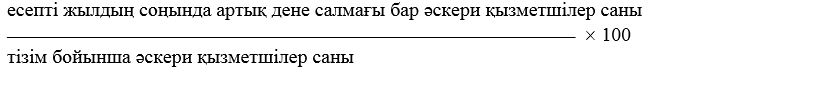 есепті жылдың соңында артық дене салмағы бар әскери қызметшілер саны
× 100
тізім бойынша әскери қызметшілер саны